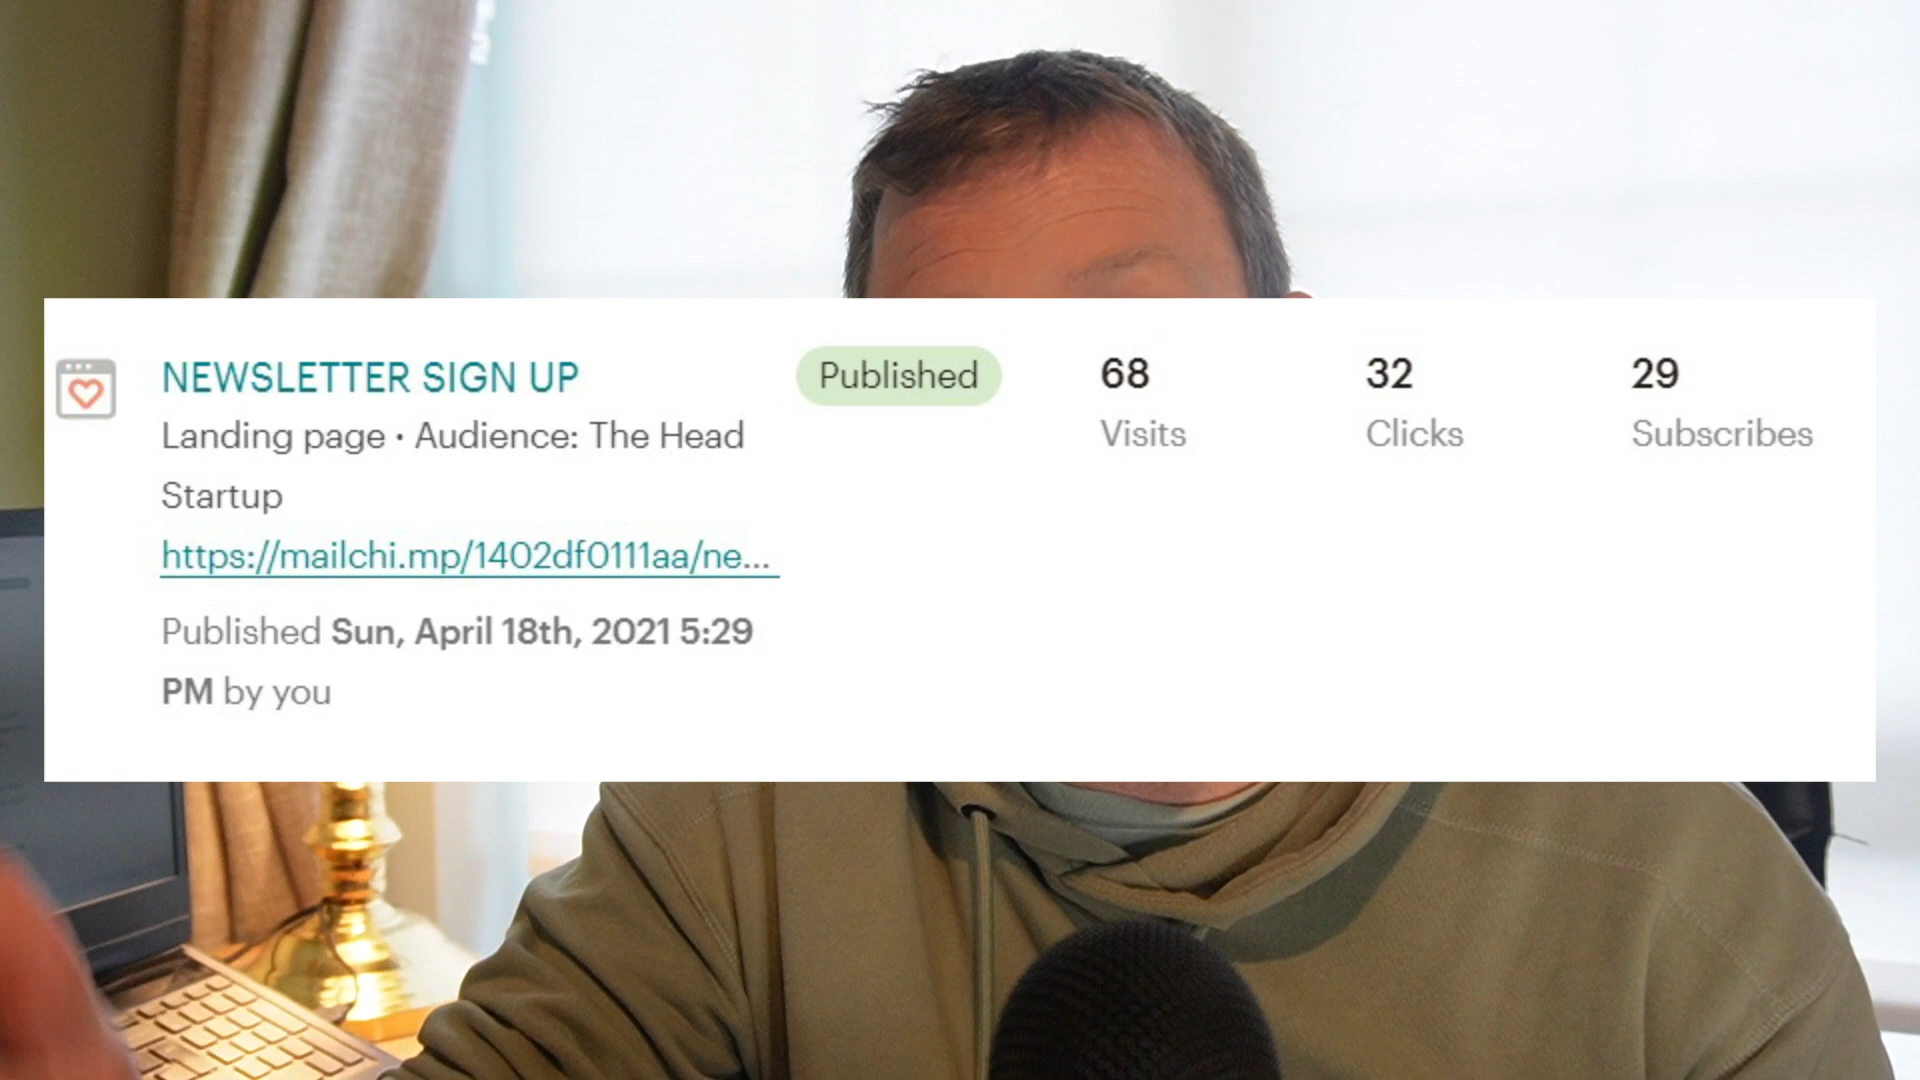 NEWSLETTER SIGN UP
Published
68
32
29
Landing page · Audience: The Head
Visits
Clicks
Subscribes
Startup
https://mailchi.mp/1402df0111aa/ne...
Published Sun, April 18th, 2021 5:29
PM by you